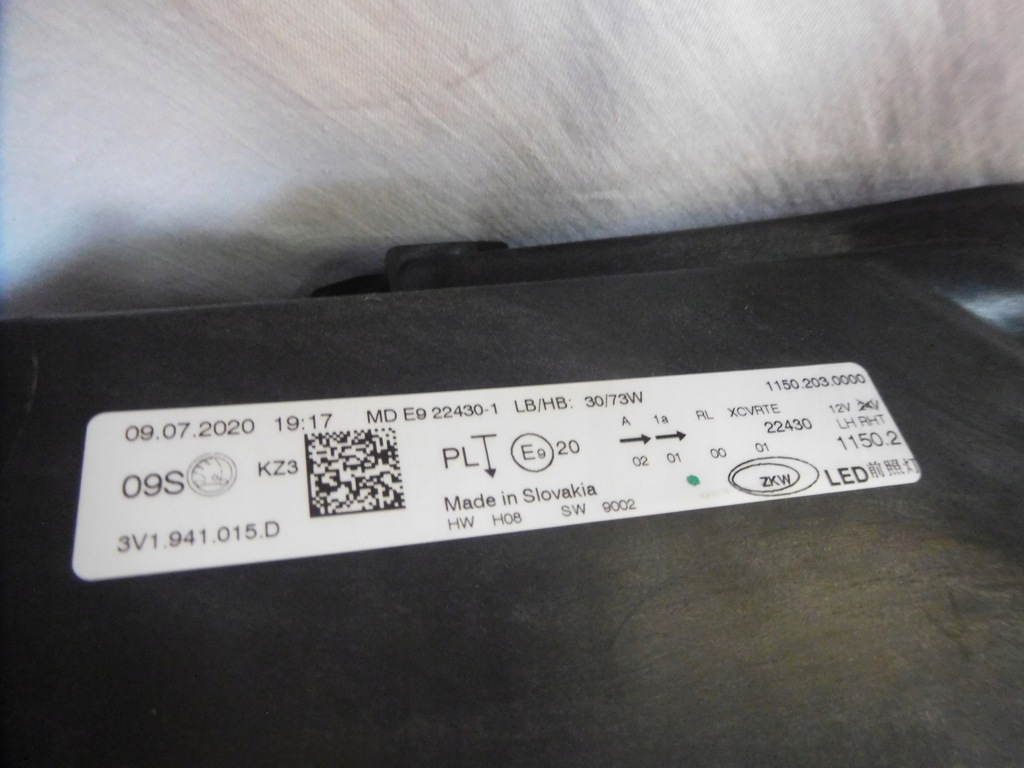 09.07.2020 19:17 MD E9 22430-1 LB/HB: 30/73W 1150.203.0000
09S KZ3 PL E9 20 A 1a RL XCVRTE 12V 24V
02 01 00 01 22430 LH RHT
1150.2
ZKW LED前照灯
Made in Slovakia
HW H08 SW 9002
3V1.941.015.D